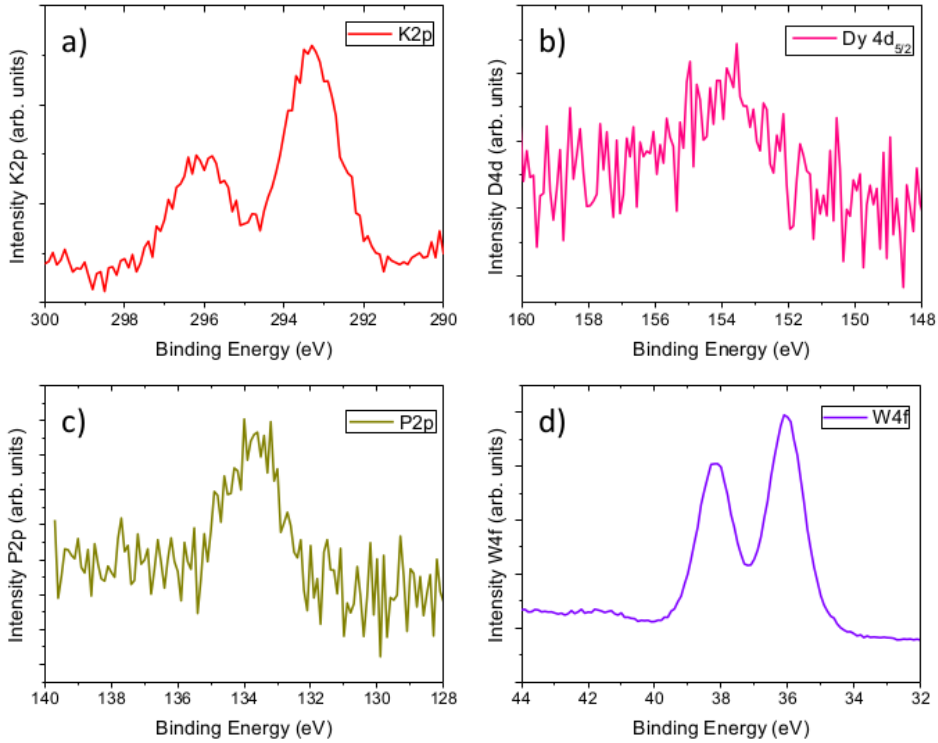 a)
K2p
Intensity K2p (arb. units)
300 298 296 294 292 290
Binding Energy (eV)
b)
Dy 4d5/2
Intensity D4d (arb. units)
160 158 156 154 152 150 148
Binding Energy (eV)
c)
P2p
Intensity P2p (arb. units)
140 138 135 133 132 130 128
Binding Energy (eV)
d)
W4f
Intensity W4f (arb. units)
44 42 40 38 36 34 32
Binding Energy (eV)